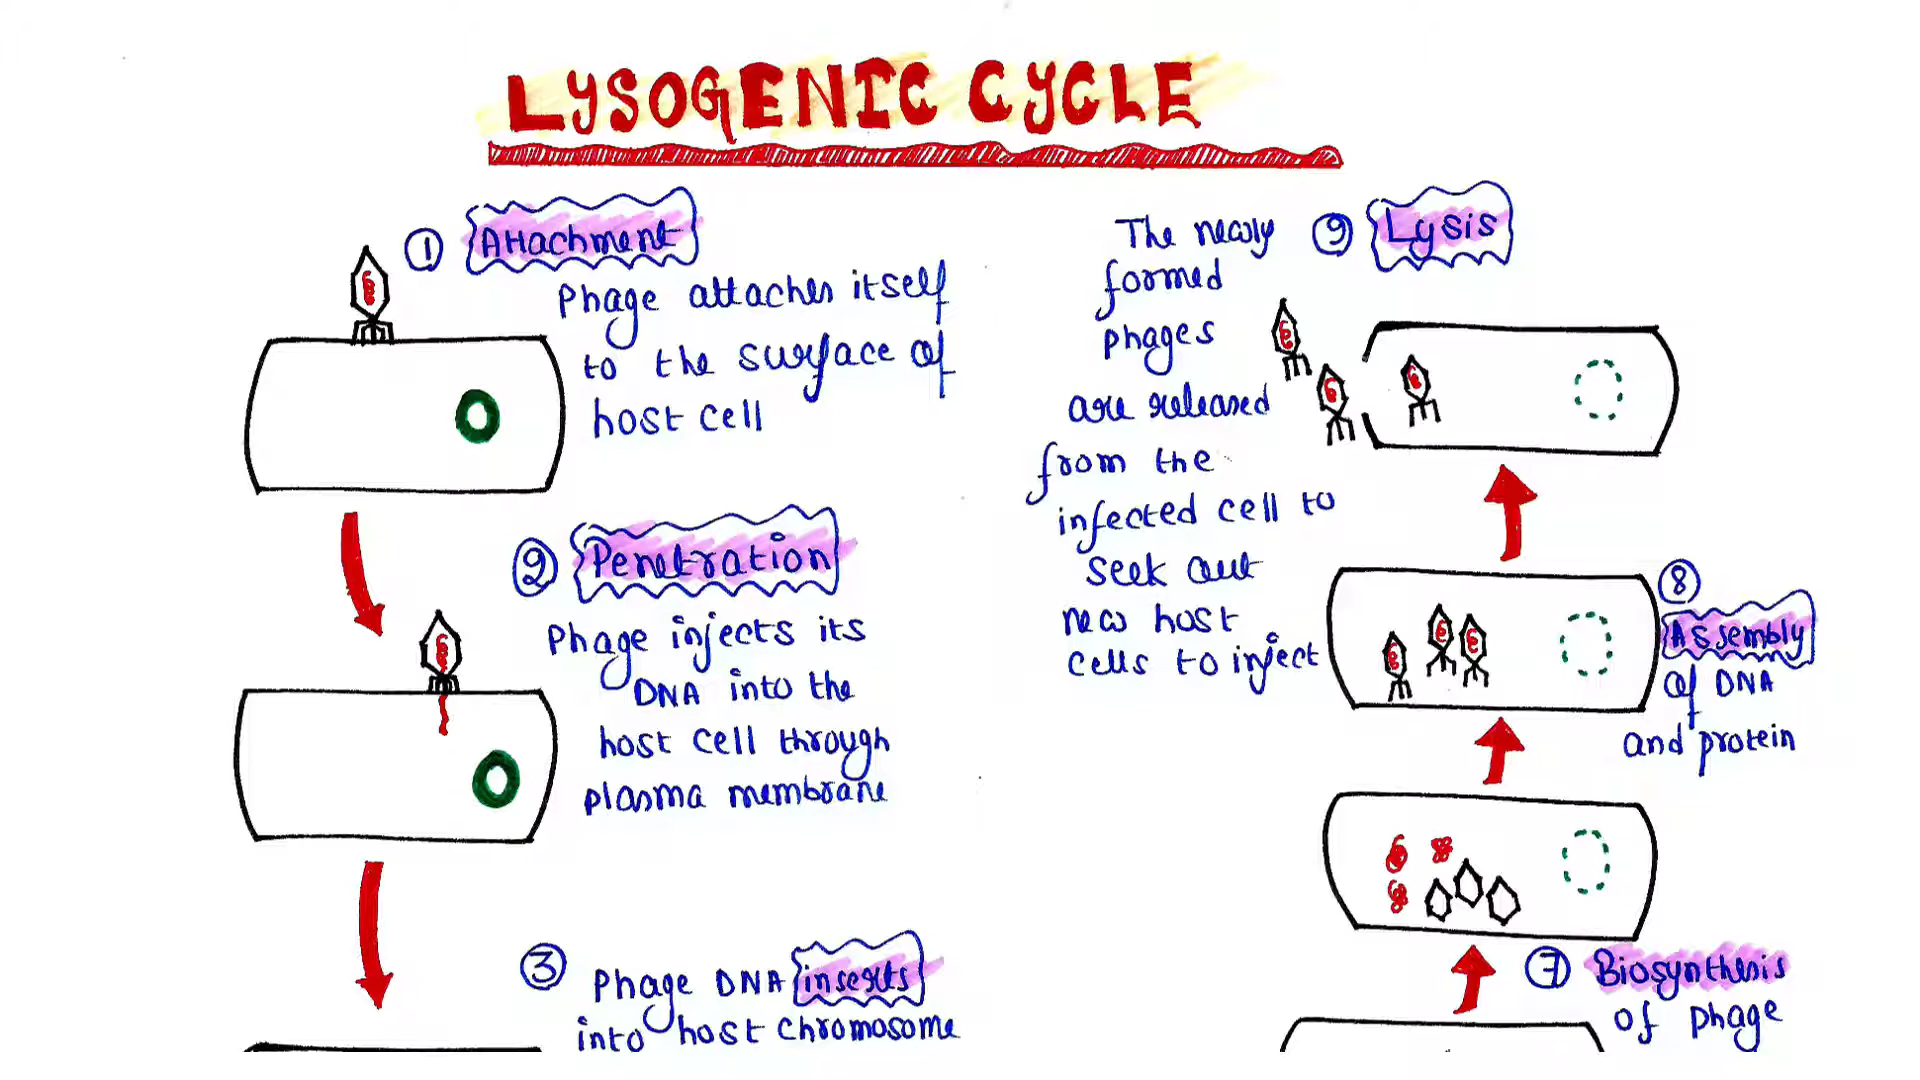 LYSOGENIC CYCLE
① Attachment
Phage attaches itself
to the surface of
host cell
② Penetration
Phage injects its
DNA into the
host cell through
plasma membrane
③ Phage DNA inserts
into host chromosome
⑦ Biosynthesis
of phage
⑧
Assembly
of DNA
and protein
⑨ Lysis
The newly
formed
phages
are released
from the
infected cell to
seek out
new host
cells to inject